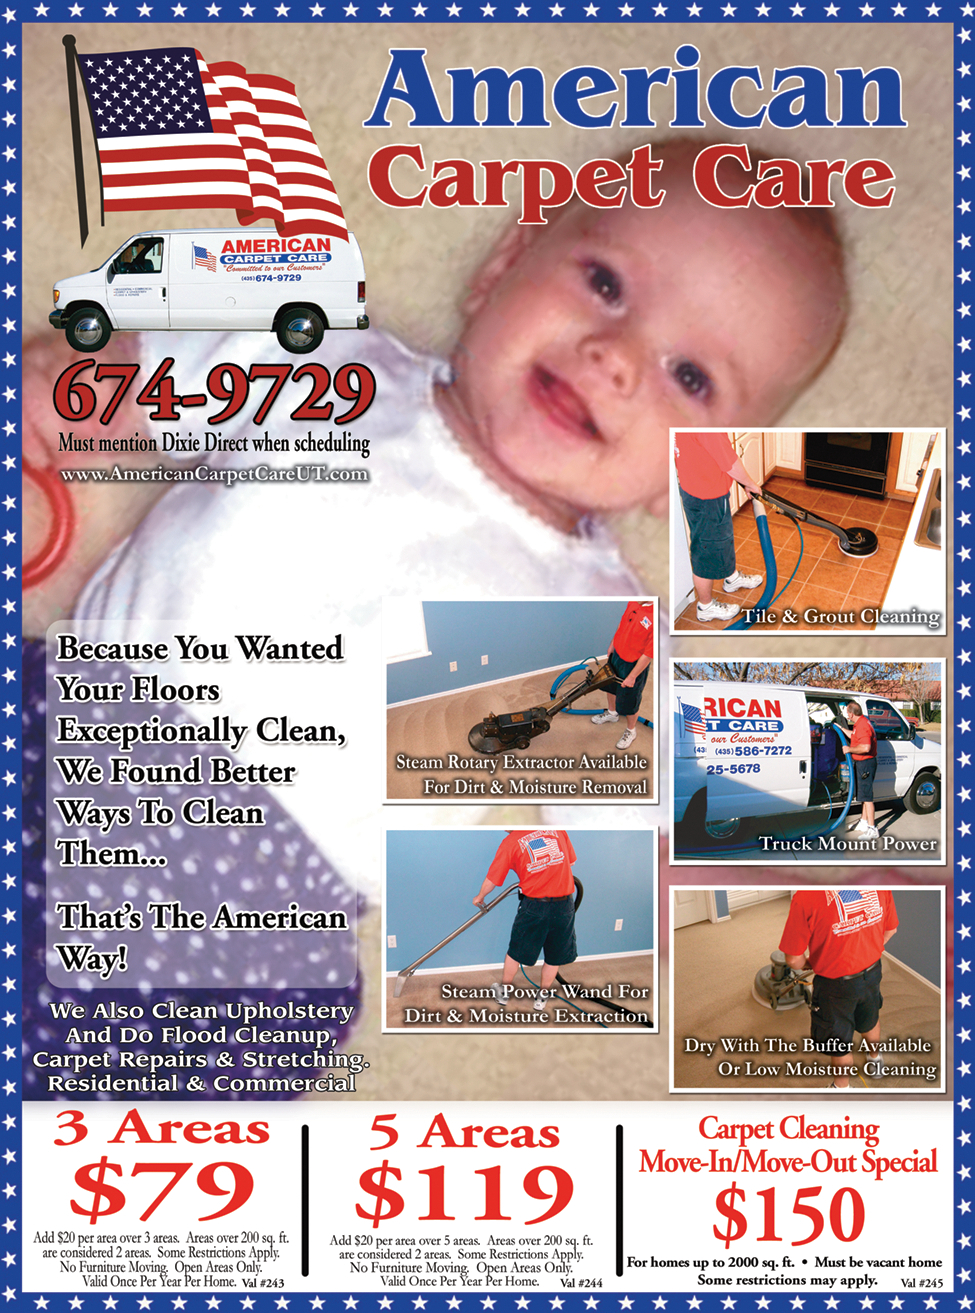 American
Carpet Care
AMERICAN
CARPET CARE
"Committed to our Customers"
(435) 674-9729
674-9729
Must mention Dixie Direct when scheduling
www.AmericanCarpetCareUT.com
Tile & Grout Cleaning
Because You Wanted
Your Floors
Exceptionally Clean,
We Found Better
Ways To Clean
Them...
That's The American
Way!
Steam Rotary Extractor Available
For Dirt & Moisture Removal
RICAN
T CARE
our Customers"
(435) 586-7272
25-5678
Truck Mount Power
Steam Power Wand For
Dirt & Moisture Extraction
Dry With The Buffer Available
Or Low Moisture Cleaning
We Also Clean Upholstery
And Do Flood Cleanup,
Carpet Repairs & Stretching.
Residential & Commercial
3 Areas
$79
Add $20 per area over 3 areas. Areas over 200 sq. ft.
are considered 2 areas. Some Restrictions Apply.
No Furniture Moving. Open Areas Only.
Valid Once Per Year Per Home. Val #243
5 Areas
$119
Add $20 per area over 5 areas. Areas over 200 sq. ft.
are considered 2 areas. Some Restrictions Apply.
No Furniture Moving. Open Areas Only.
Valid Once Per Year Per Home. Val #244
Carpet Cleaning
Move-In/Move-Out Special
$150
For homes up to 2000 sq. ft. • Must be vacant home
Some restrictions may apply. Val #245